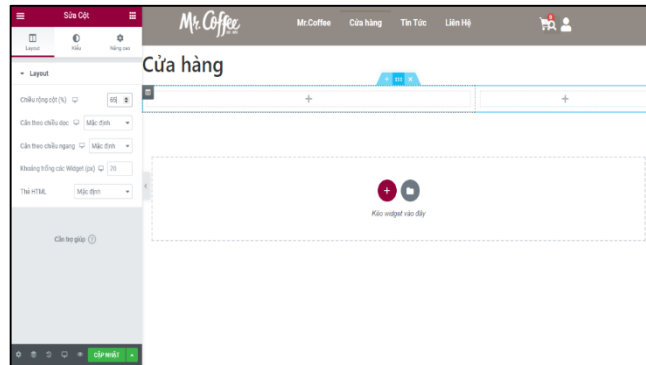 Sửa Cột
Mr. Coffee
Mr.Coffee Cửa hàng Tin Tức Liên Hệ
Layout Kiểu Nâng cao
Cửa hàng
Layout
Chiều rộng cột (%) 65
Căn theo chiều dọc Mặc định
Căn theo chiều ngang Mặc định
Khoảng trống các Widget (px) 20
Thẻ HTML Mặc định
Kéo widget vào đây
Cần trợ giúp
CẬP NHẬT